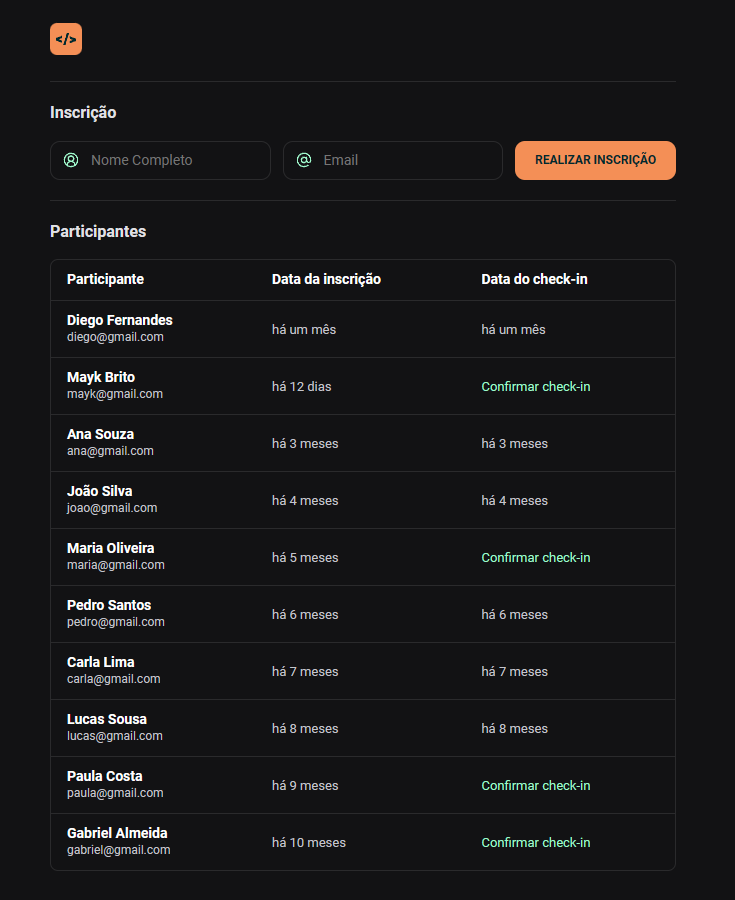 </>
Inscrição
Nome Completo
Email
REALIZAR INSCRIÇÃO
Participantes
Participante Data da inscrição Data do check-in
Diego Fernandes
diego@gmail.com
há um mês há um mês
Mayk Brito
mayk@gmail.com
há 12 dias Confirmar check-in
Ana Souza
ana@gmail.com
há 3 meses há 3 meses
João Silva
joao@gmail.com
há 4 meses há 4 meses
Maria Oliveira
maria@gmail.com
há 5 meses Confirmar check-in
Pedro Santos
pedro@gmail.com
há 6 meses há 6 meses
Carla Lima
carla@gmail.com
há 7 meses há 7 meses
Lucas Sousa
lucas@gmail.com
há 8 meses há 8 meses
Paula Costa
paula@gmail.com
há 9 meses Confirmar check-in
Gabriel Almeida
gabriel@gmail.com
há 10 meses Confirmar check-in